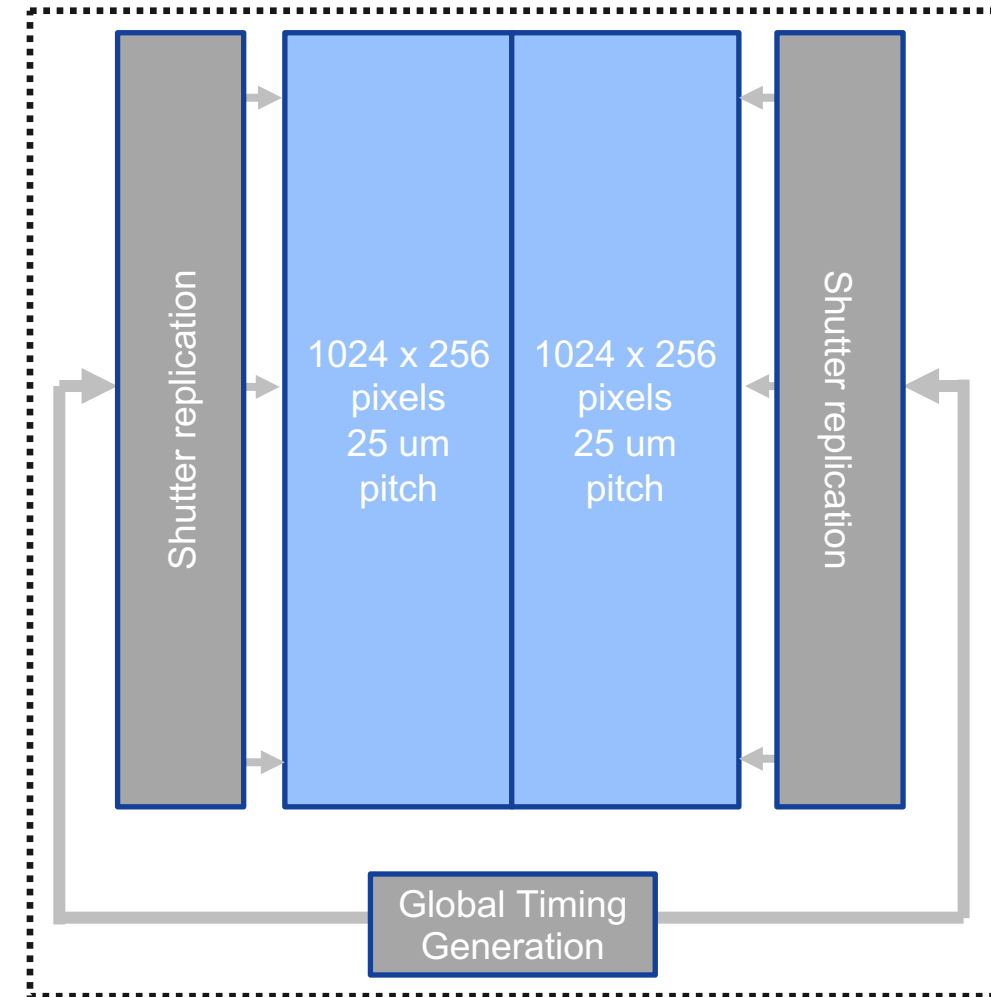 Shutter replication
1024 x 256
pixels
25 um
pitch
1024 x 256
pixels
25 um
pitch
Shutter replication
Global Timing
Generation